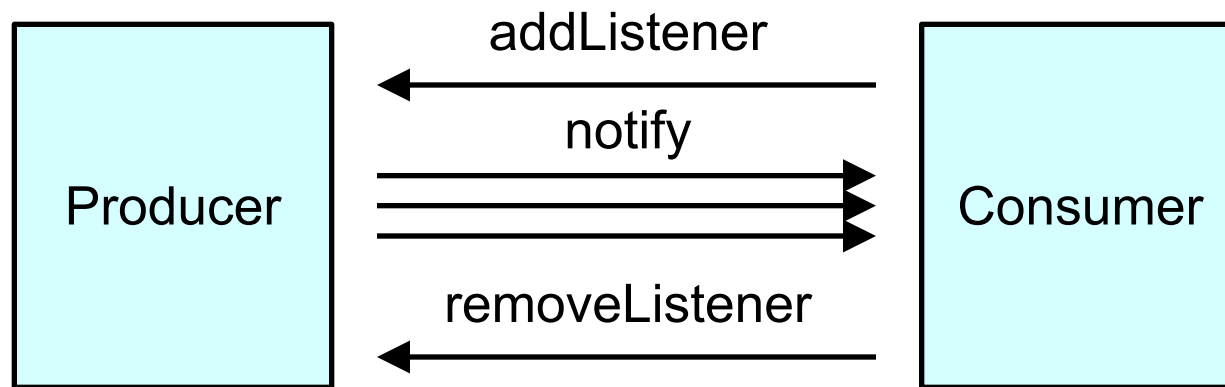 addListener
notify
Producer
Consumer
removeListener